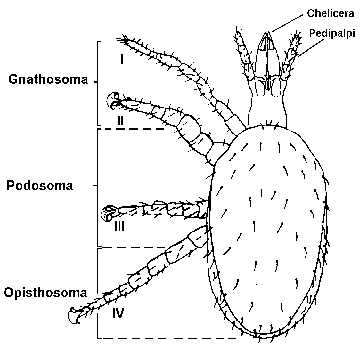 Chelicera
Pedipalpi
I
Gnathosoma
II
Podosoma
III
Opisthosoma
IV